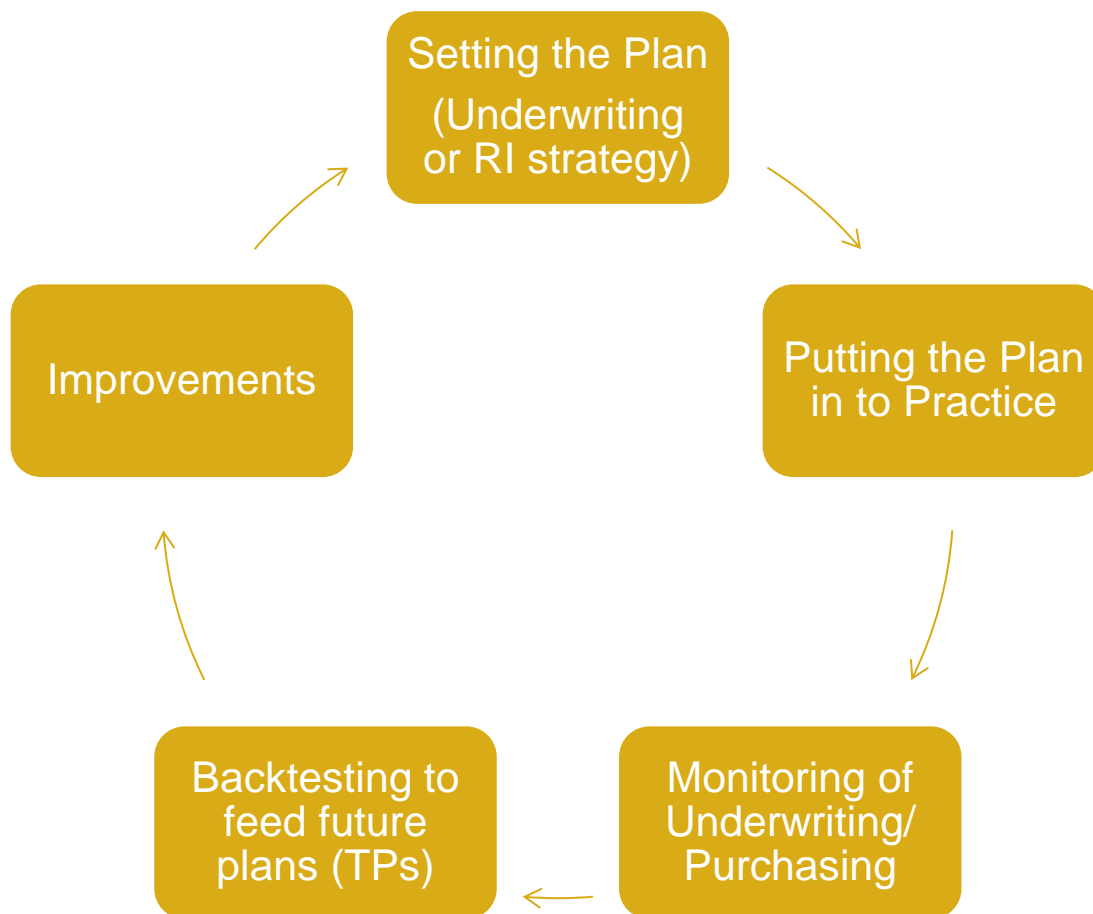 Setting the Plan
(Underwriting
or RI strategy)
Putting the Plan
in to Practice
Monitoring of
Underwriting/
Purchasing
Backtesting to
feed future
plans (TPs)
Improvements